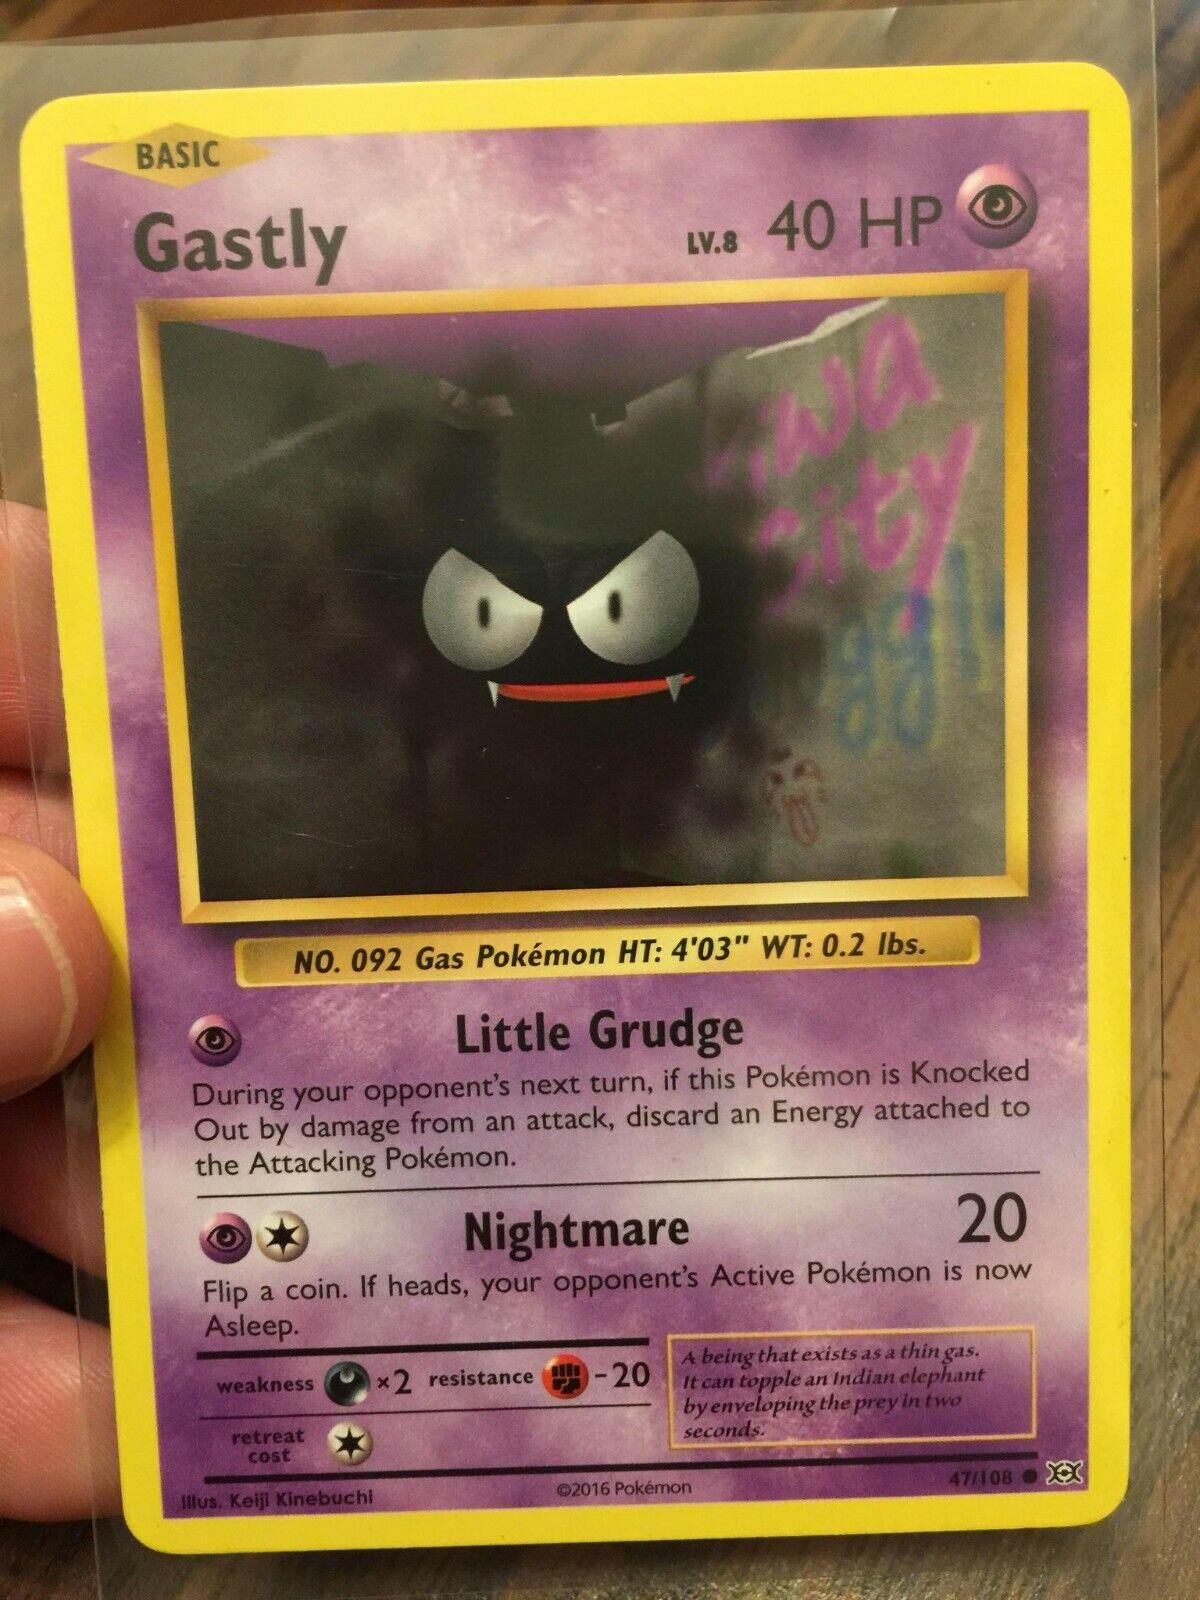 BASIC
Gastly LV.8 40 HP
wa
city
NO. 092 Gas Pokémon HT: 4'03" WT: 0.2 lbs.
Little Grudge
During your opponent's next turn, if this Pokémon is Knocked
Out by damage from an attack, discard an Energy attached to
the Attacking Pokémon.
Nightmare 20
Flip a coin. If heads, your opponent's Active Pokémon is now
Asleep.
weakness ×2 resistance -20
retreat
cost
A being that exists as a thin gas.
It can topple an Indian elephant
by enveloping the prey in two
seconds.
47/108
Illus. Keiji Kinebuchi ©2016 Pokémon